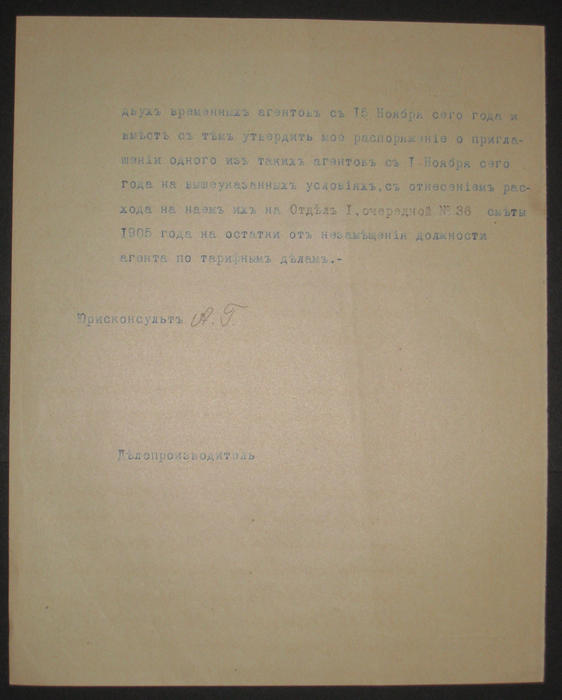 двухъ временныхъ агентовъ съ 15 Ноября сего года и
вмѣстѣ съ тѣмъ утвердить мое распоряженіе о пригла-
шеніи одного изъ такихъ агентовъ съ I Ноября сего
года на вышеуказанныхъ условіяхъ, съ отнесеніемъ рас-
хода на наемъ ихъ на Отдѣлъ I, очередной № 36 смѣты
1905 года на остатки отъ незамѣщенія должности
агента по тарифнымъ дѣламъ.-
Юрисконсультъ А. Г.
Дѣлопроизводитель